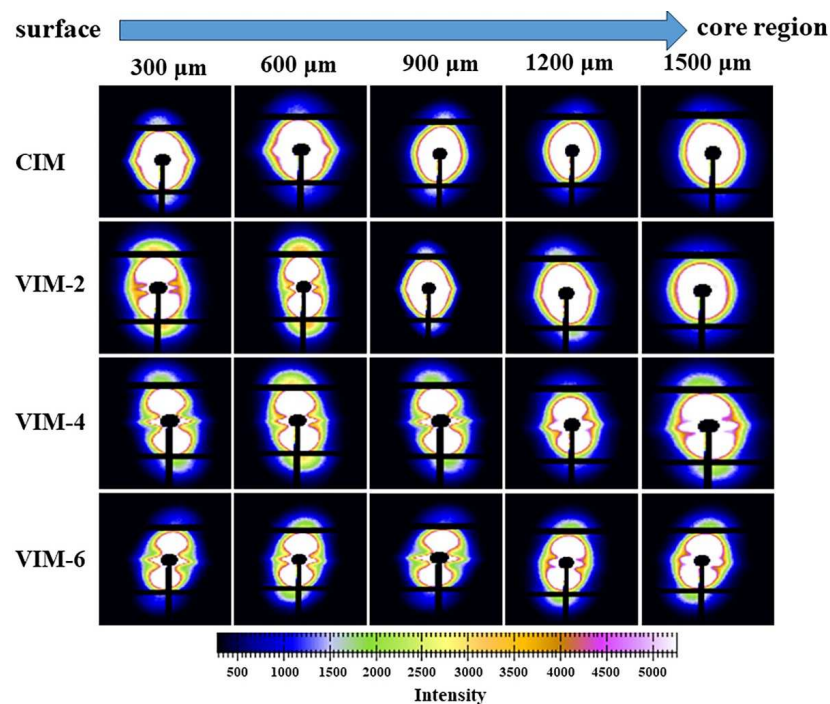 surface core region
300 μm 600 μm 900 μm 1200 μm 1500 μm
CIM
VIM-2
VIM-4
VIM-6
500 1000 1500 2000 2500 3000 3500 4000 4500 5000
Intensity